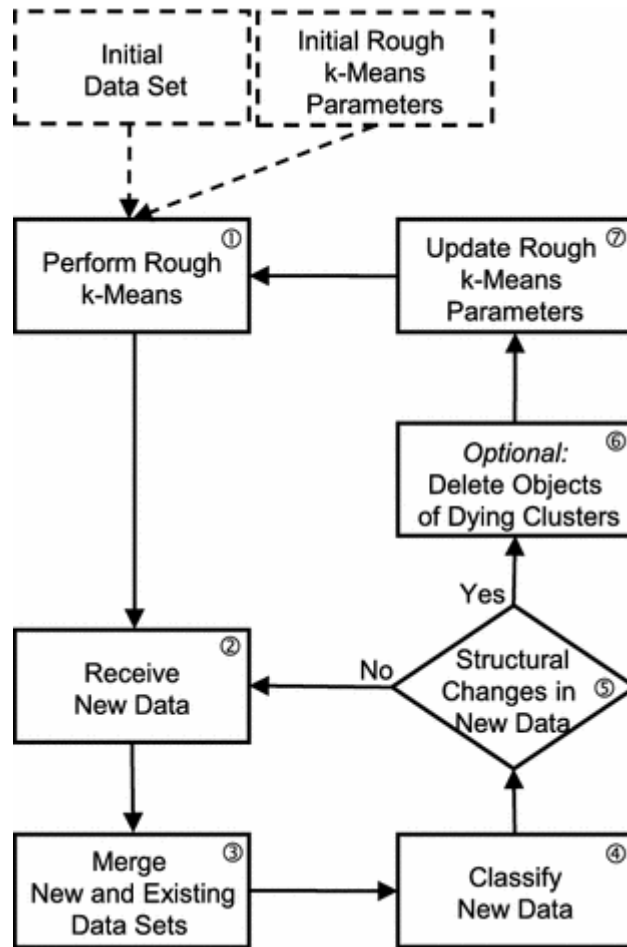 Initial
Data Set
Initial Rough
k-Means
Parameters
①
Perform Rough
k-Means
⑦
Update Rough
k-Means
Parameters
⑥
Optional:
Delete Objects
of Dying Clusters
Yes
No
Structural
Changes in ⑤
New Data
②
Receive
New Data
③
Merge
New and Existing
Data Sets
④
Classify
New Data